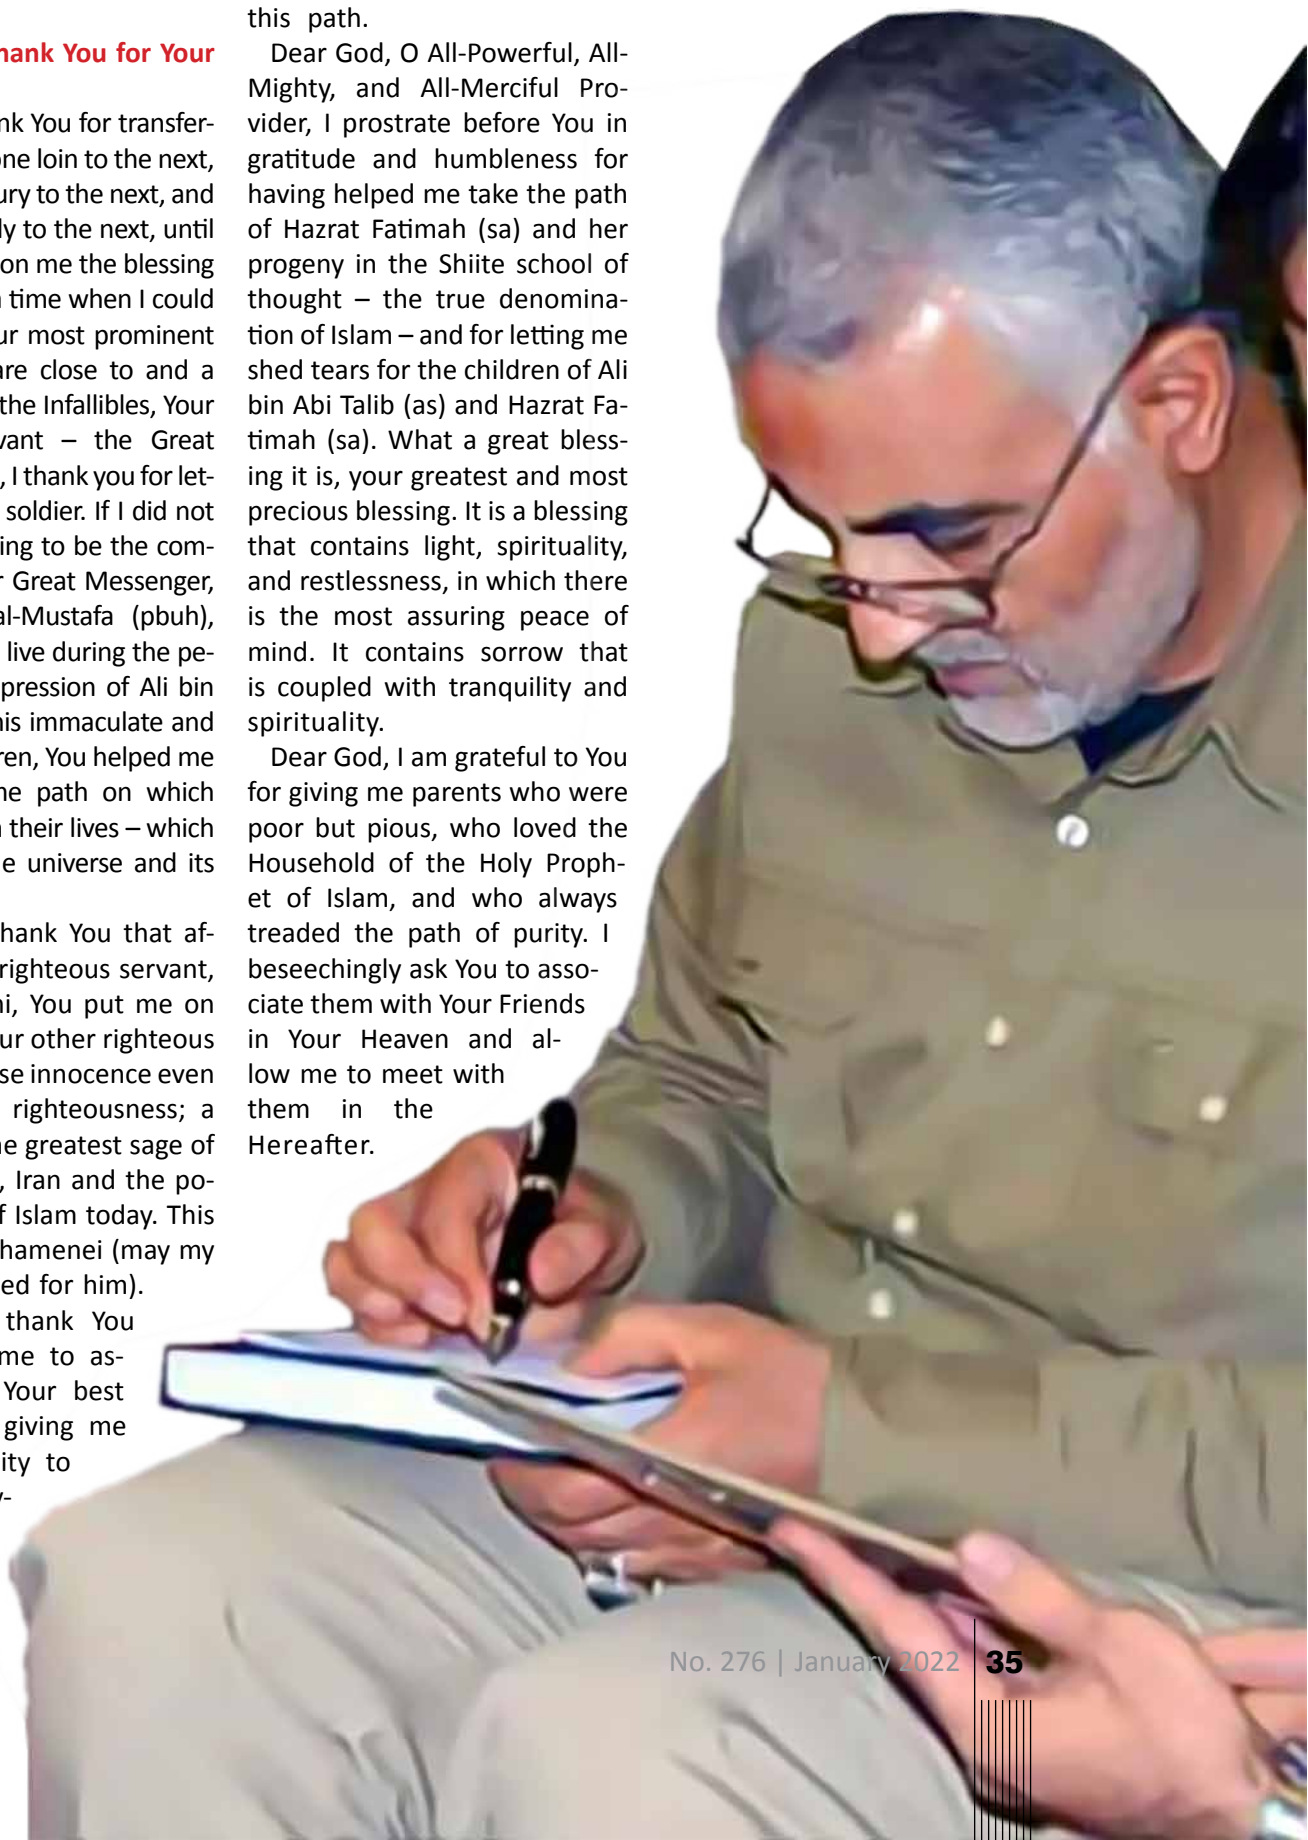 hank You for Your
nk You for transfer-
one loin to the next,
ury to the next, and
ly to the next, until
on me the blessing
time when I could
ur most prominent
are close to and a
the Infallibles, Your
vant – the Great
, I thank you for let-
soldier. If I did not
ing to be the com-
r Great Messenger,
al-Mustafa (pbuh),
live during the pe-
pression of Ali bin
his immaculate and
ren, You helped me
he path on which
their lives – which
e universe and its
hank You that af-
righteous servant,
ni, You put me on
ur other righteous
se innocence even
righteousness; a
he greatest sage of
, Iran and the po-
f Islam today. This
hamenei (may my
ed for him).
thank You
me to as-
Your best
giving me
ity to
this path.
Dear God, O All-Powerful, All-
Mighty, and All-Merciful Pro-
vider, I prostrate before You in
gratitude and humbleness for
having helped me take the path
of Hazrat Fatimah (sa) and her
progeny in the Shiite school of
thought – the true denomina-
tion of Islam – and for letting me
shed tears for the children of Ali
bin Abi Talib (as) and Hazrat Fa-
timah (sa). What a great bless-
ing it is, your greatest and most
precious blessing. It is a blessing
that contains light, spirituality,
and restlessness, in which there
is the most assuring peace of
mind. It contains sorrow that
is coupled with tranquility and
spirituality.
Dear God, I am grateful to You
for giving me parents who were
poor but pious, who loved the
Household of the Holy Proph-
et of Islam, and who always
treaded the path of purity. I
beseechingly ask You to asso-
ciate them with Your Friends
in Your Heaven and al-
low me to meet with
them in the
Hereafter.
No. 276 | January 2022 35